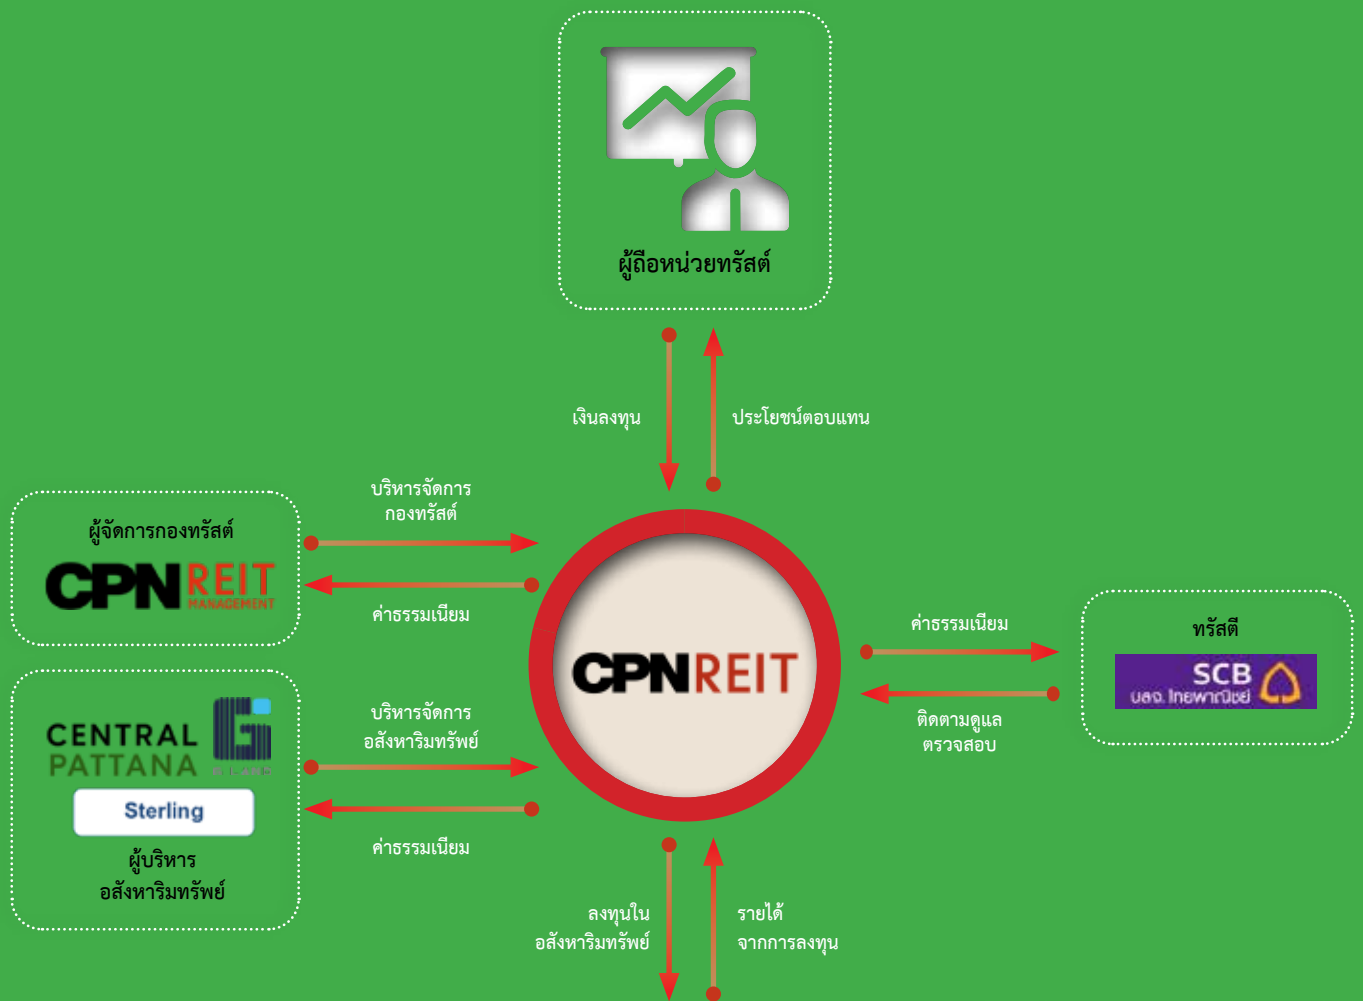 ผู้ถือหน่วยทรัสต์
เงินลงทุน
ประโยชน์ตอบแทน
บริหารจัดการ
กองทรัสต์
ผู้จัดการกองทรัสต์
CPNREIT
MANAGEMENT
ค่าธรรมเนียม
CPNREIT
ค่าธรรมเนียม
ทรัสตี
SCB
บลจ. ไทยพาณิชย์
ติดตามดูแล
ตรวจสอบ
บริหารจัดการ
อสังหาริมทรัพย์
CENTRAL
PATTANA
Sterling
ผู้บริหาร
อสังหาริมทรัพย์
ค่าธรรมเนียม
ลงทุนใน
อสังหาริมทรัพย์
รายได้
จากการลงทุน